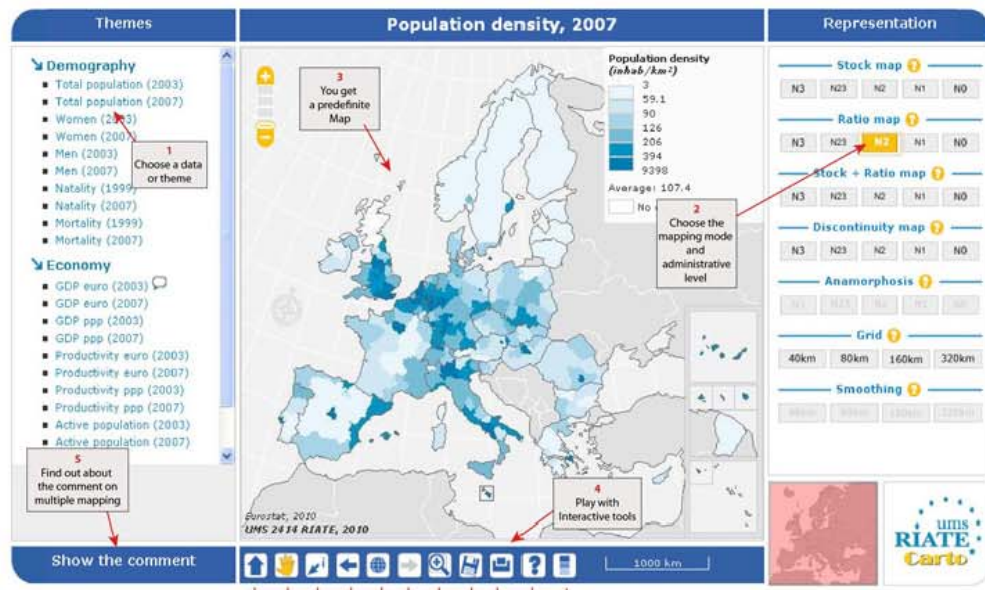 Themes
Population density, 2007
Representation
Demography
Total population (2003)
Total population (2007)
Women (2003)
Women (2007)
Men (2003)
Men (2007)
Natality (1999)
Natality (2007)
Mortality (1999)
Mortality (2007)
Economy
GDP euro (2003)
GDP euro (2007)
GDP ppp (2003)
GDP ppp (2007)
Productivity euro (2003)
Productivity euro (2007)
Productivity ppp (2003)
Productivity ppp (2007)
Active population (2003)
Active population (2007)
1
Choose a data
or theme
5
Find out about
the comment on
multiple mapping
Show the comment
3
You get
a predefinite
Map
Population density
(inhab/km²)
3
59.1
90
126
206
394
9398
Average: 107.4
No
2
Choose the
mapping mode
and
administrative
level
4
Play with
Interactive tools
Eurostat, 2010
UMS 2414 RIATE, 2010
1000 km
Stock map ?
N3 N23 N2 N1 N0
Ratio map ?
N3 N23 N2 N1 N0
Stock + Ratio map ?
N3 N23 N2 N1 N0
Discontinuity map ?
N3 N23 N2 N1 N0
Anamorphosis ?
N3 N23 N2 N1 N0
Grid ?
40km 80km 160km 320km
Smoothing ?
ums
RIATE
Carto